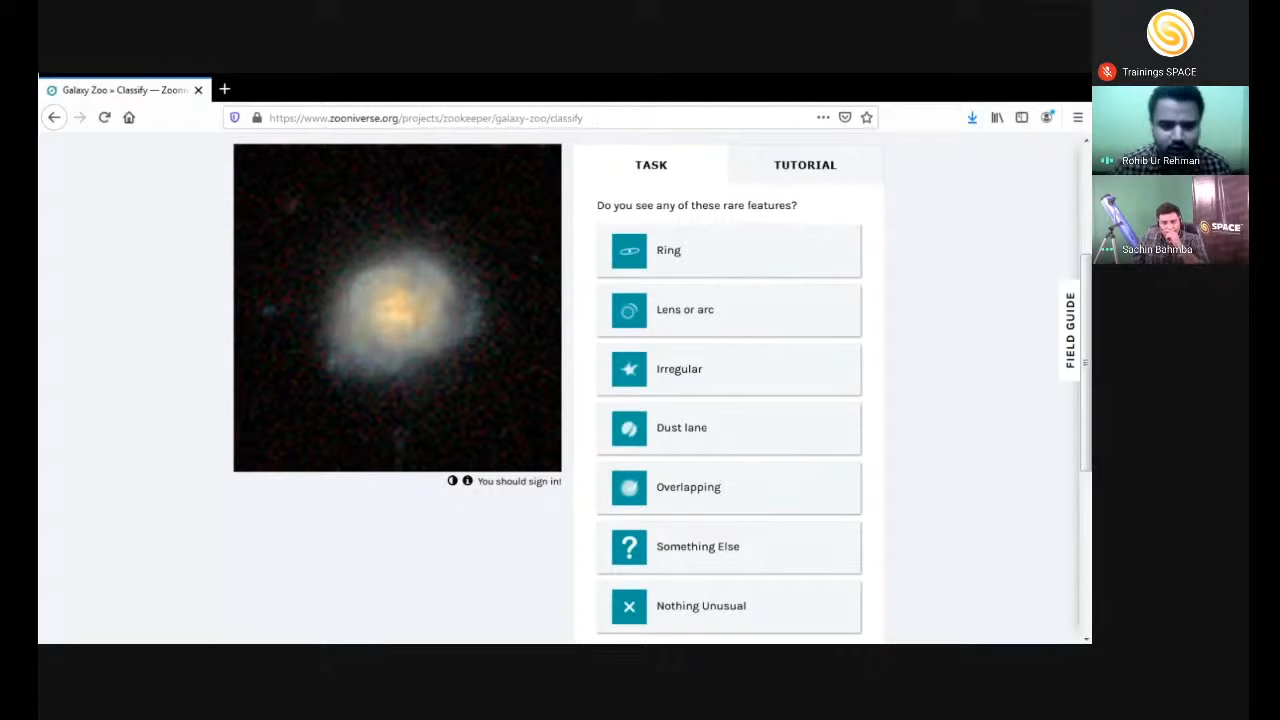 Galaxy Zoo » Classify — Zooni
https://www.zooniverse.org/projects/zookeeper/galaxy-zoo/classify
TASK
TUTORIAL
Do you see any of these rare features?
Ring
Lens or arc
Irregular
Dust lane
Overlapping
Something Else
Nothing Unusual
You should sign in!
FIELD GUIDE
Trainings SPACE
Rohib Ur Rehman
SPACE
Sachin Bahmba